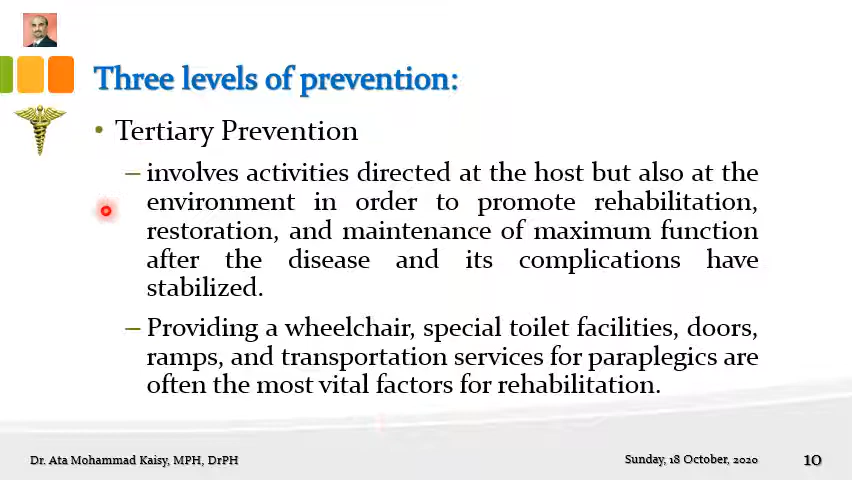 Three levels of prevention:
• Tertiary Prevention
– involves activities directed at the host but also at the
environment in order to promote rehabilitation,
restoration, and maintenance of maximum function
after the disease and its complications have
stabilized.
– Providing a wheelchair, special toilet facilities, doors,
ramps, and transportation services for paraplegics are
often the most vital factors for rehabilitation.
Dr. Ata Mohammad Kaisy, MPH, DrPH
Sunday, 18 October, 2020
10